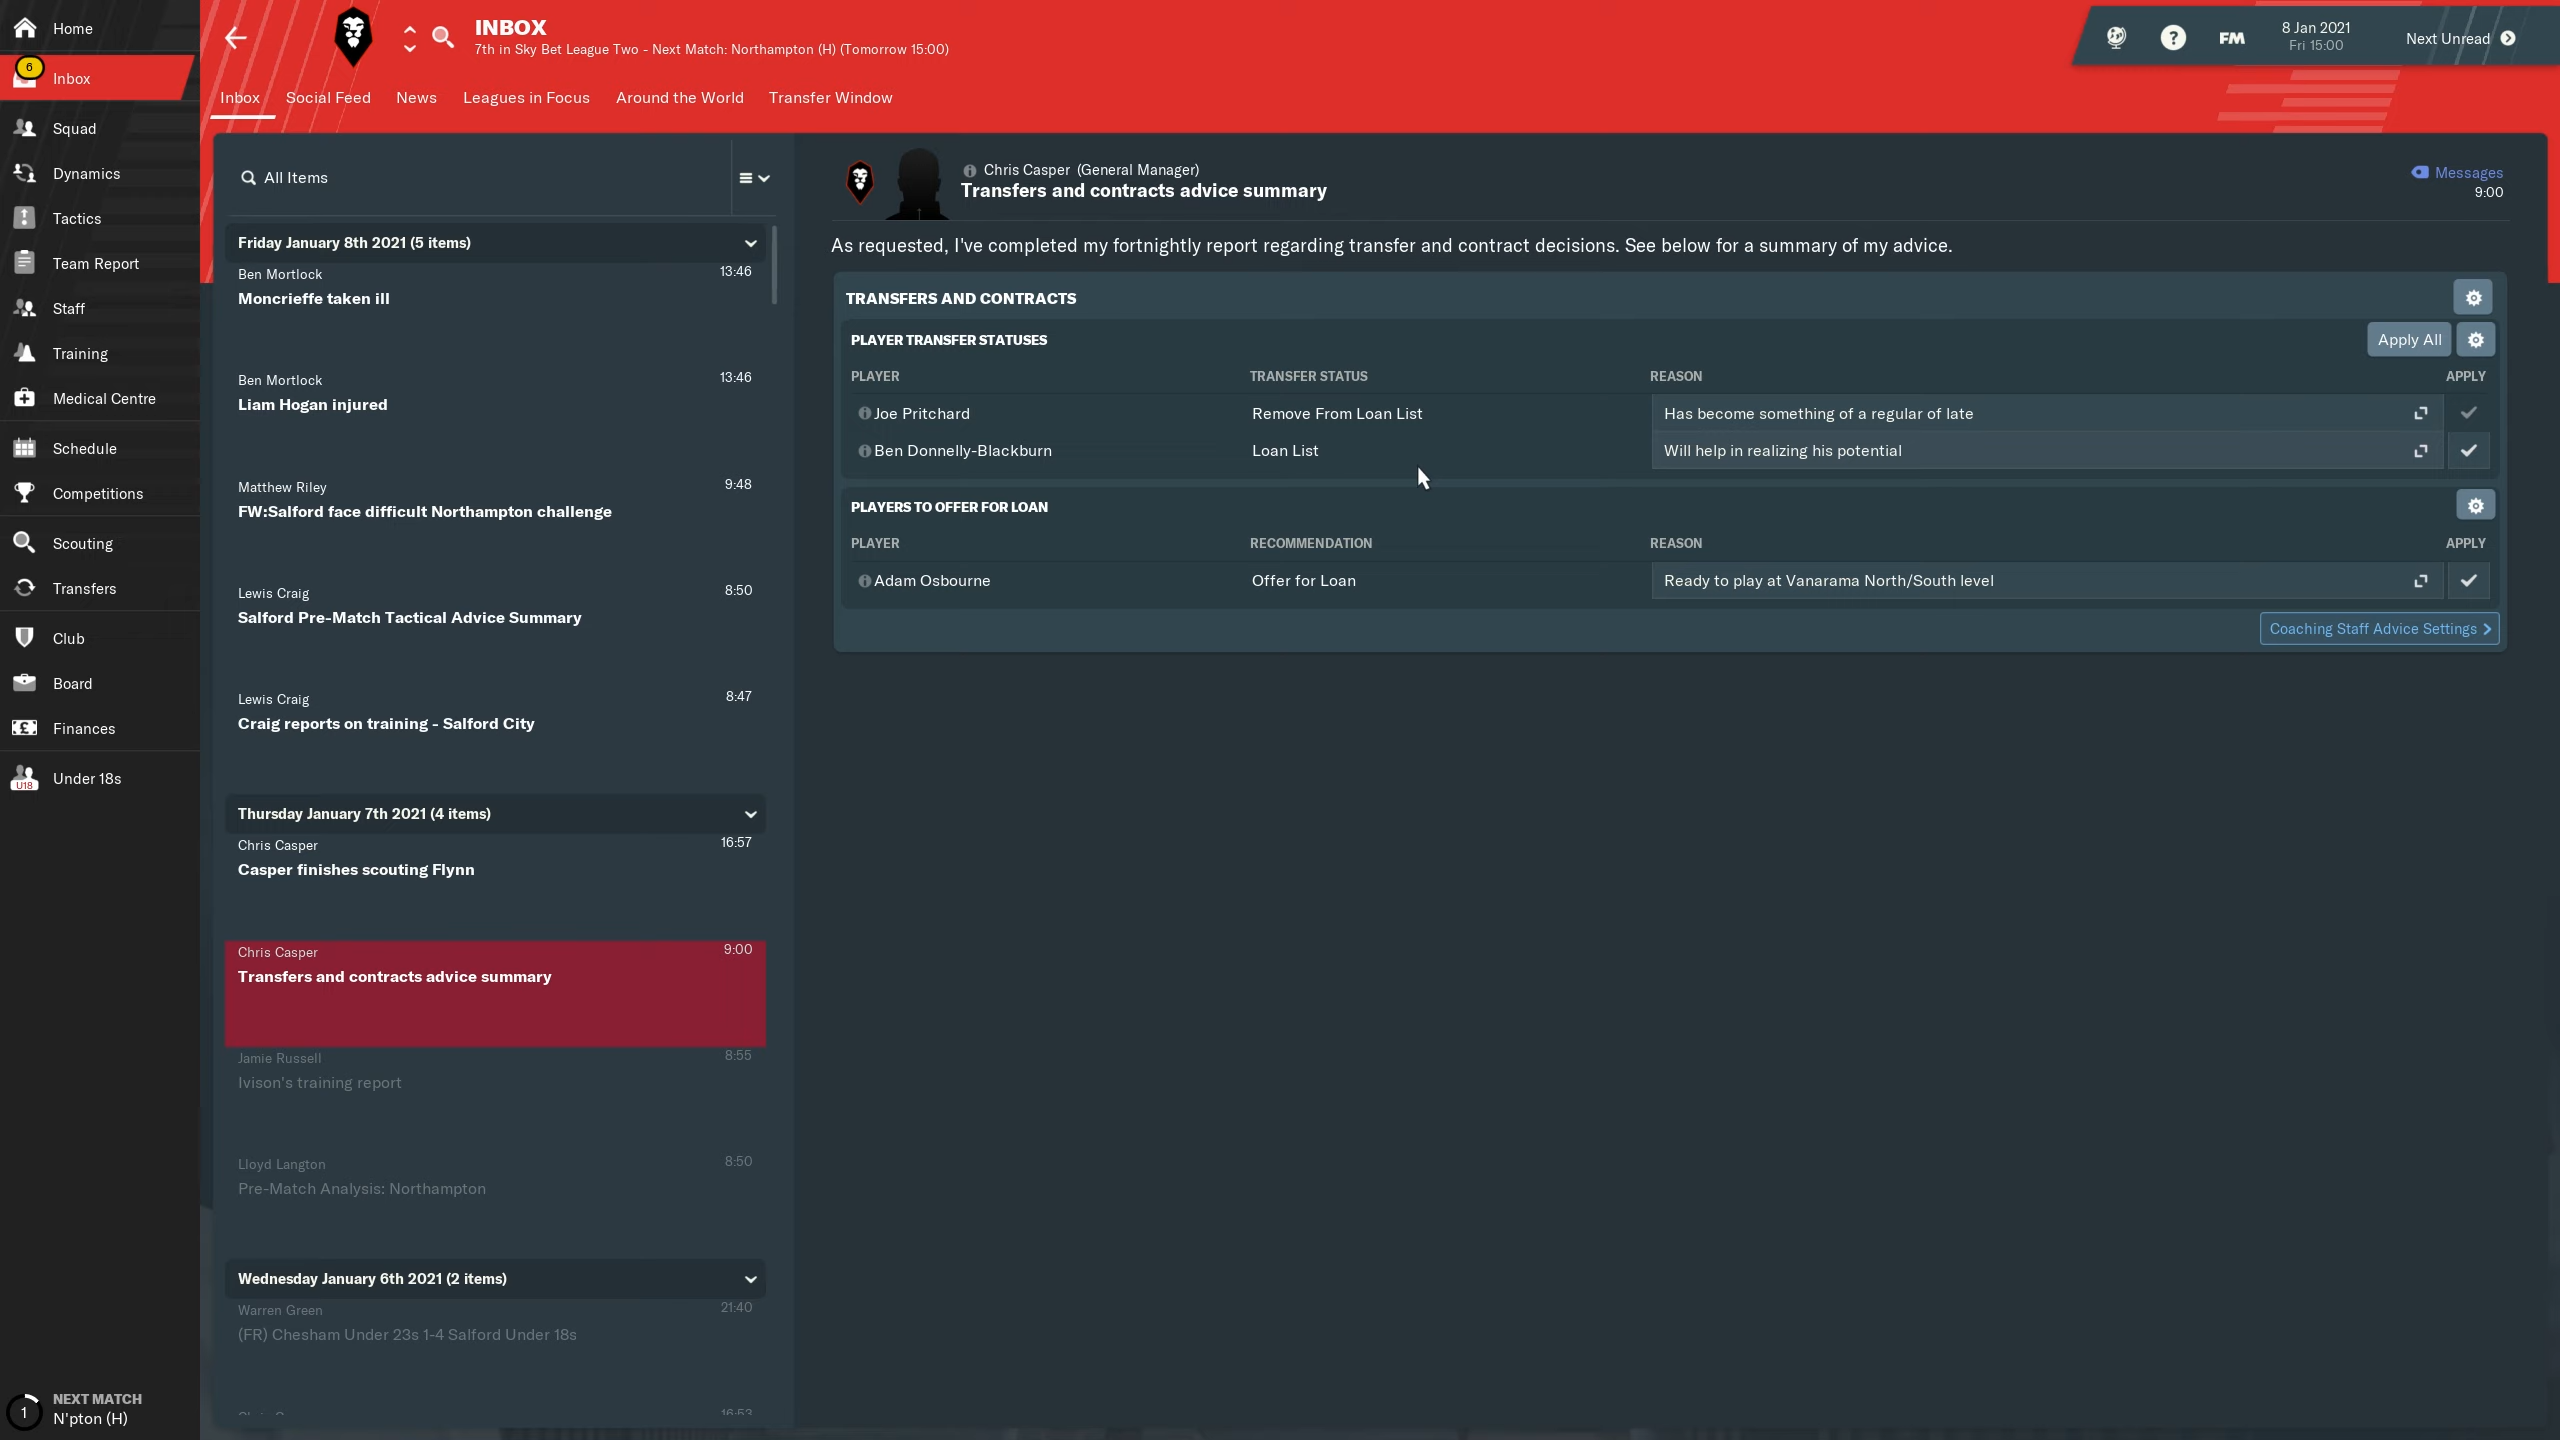 Home
6
Inbox
Squad
Dynamics
Tactics
Team Report
Staff
Training
Medical Centre
Schedule
Competitions
Scouting
Transfers
Club
Board
Finances
U18
Under 18s
1
NEXT MATCH
N'pton (H)
INBOX
7th in Sky Bet League Two - Next Match: Northampton (H) (Tomorrow 15:00)
?
FM
8 Jan 2021
Fri 15:00
Next Unread
Inbox
Social Feed
News
Leagues in Focus
Around the World
Transfer Window
All Items
Friday January 8th 2021 (5 items)
Ben Mortlock
13:46
Moncrieffe taken ill
Ben Mortlock
13:46
Liam Hogan injured
Matthew Riley
9:48
FW:Salford face difficult Northampton challenge
Lewis Craig
8:50
Salford Pre-Match Tactical Advice Summary
Lewis Craig
8:47
Craig reports on training - Salford City
Thursday January 7th 2021 (4 items)
Chris Casper
16:57
Casper finishes scouting Flynn
Chris Casper
9:00
Transfers and contracts advice summary
Jamie Russell
8:55
Ivison's training report
Lloyd Langton
8:50
Pre-Match Analysis: Northampton
Wednesday January 6th 2021 (2 items)
Warren Green
21:40
(FR) Chesham Under 23s 1-4 Salford Under 18s
16:53
Chris Casper (General Manager)
Transfers and contracts advice summary
Messages
9:00
As requested, I've completed my fortnightly report regarding transfer and contract decisions. See below for a summary of my advice.
TRANSFERS AND CONTRACTS
PLAYER TRANSFER STATUSES
Apply All
PLAYER TRANSFER STATUS REASON APPLY
Joe Pritchard Remove From Loan List Has become something of a regular of late
Ben Donnelly-Blackburn Loan List Will help in realizing his potential
PLAYERS TO OFFER FOR LOAN
PLAYER RECOMMENDATION REASON APPLY
Adam Osbourne Offer for Loan Ready to play at Vanarama North/South level
Coaching Staff Advice Settings